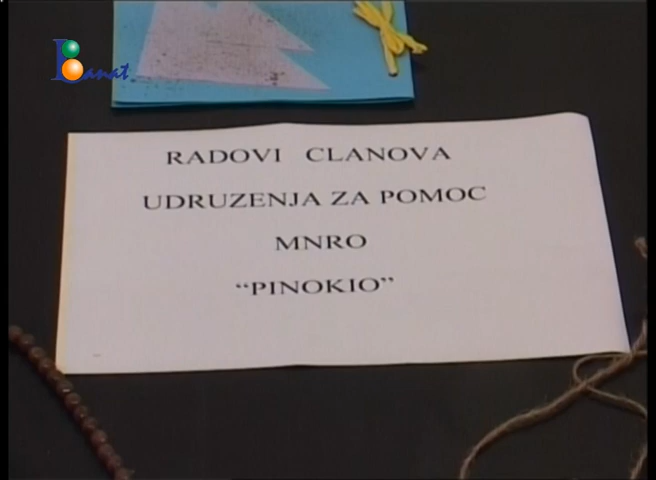 Banat
RADOVI CLANOVA
UDRUZENJA ZA POMOC
MNRO
“PINOKIO”